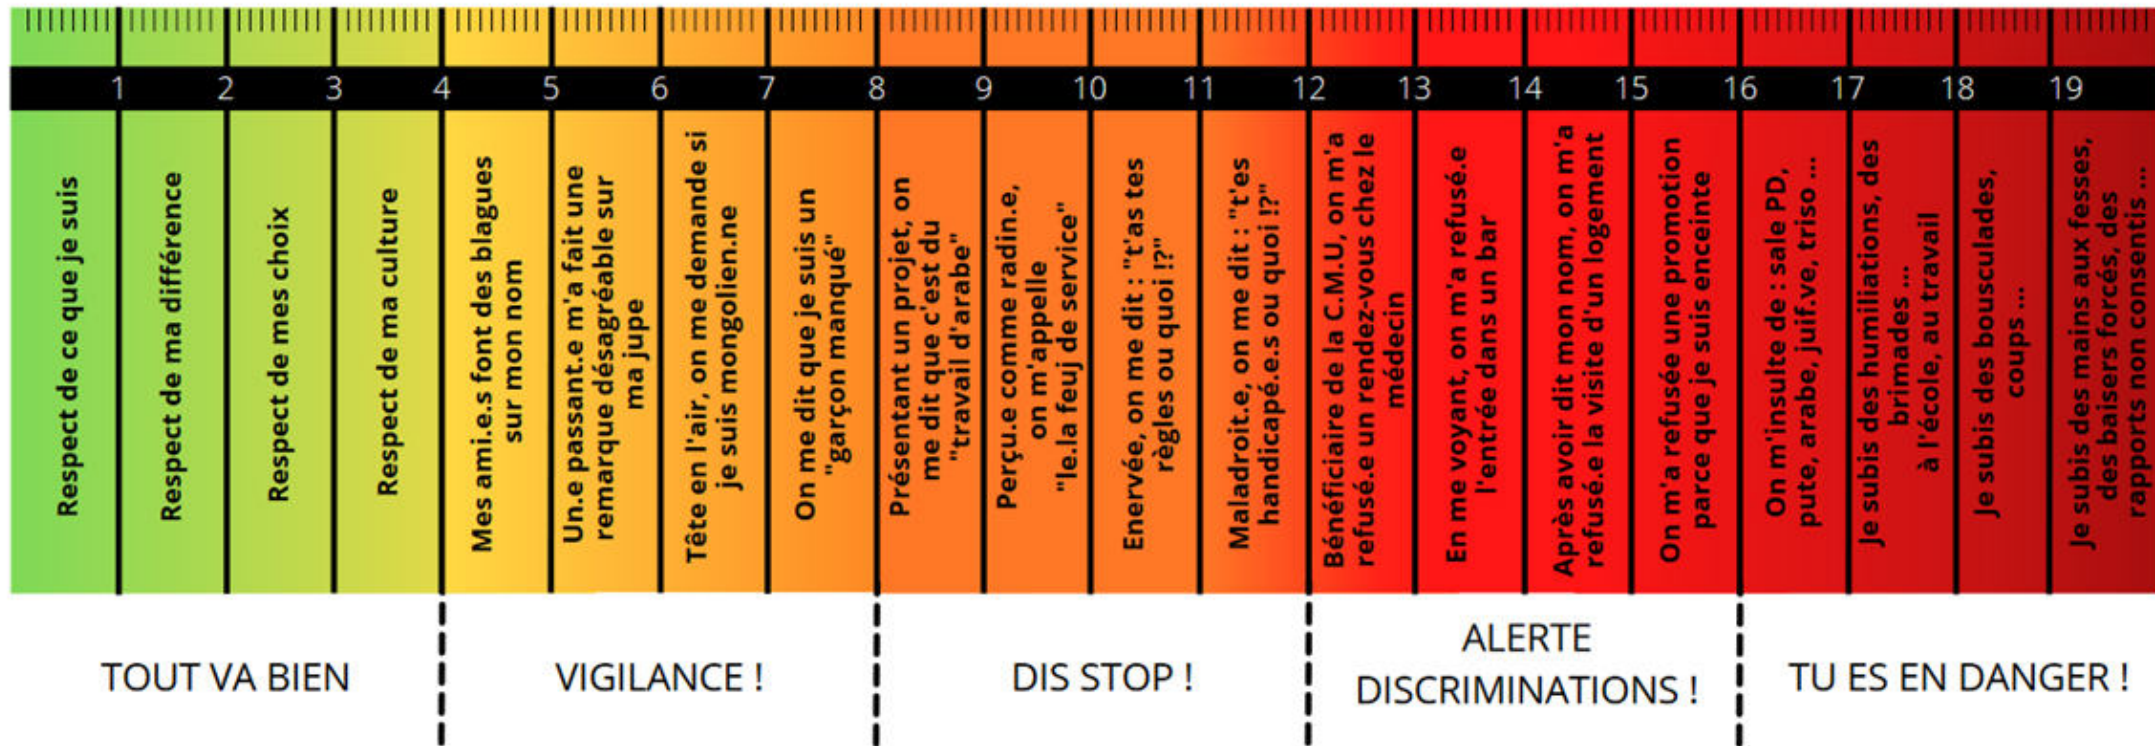 1 2 3 4 5 6 7 8 9 10 11 12 13 14 15 16 17 18 19
Respect de ce que je suis
Respect de ma différence
Respect de mes choix
Respect de ma culture
Mes ami.e.s font des blagues
sur mon nom
Un.e passant.e m'a fait une
remarque désagréable sur
ma jupe
Tête en l'air, on me demande si
je suis mongolien.ne
On me dit que je suis un
"garçon manqué"
Présentant un projet, on
me dit que c'est du
"travail d'arabe"
Perçu.e comme radin.e,
on m'appelle
"le.la feuj de service"
Enervée, on me dit : "t'as tes
règles ou quoi !?"
Maladroit.e, on me dit : "t'es
handicapé.e.s ou quoi !?"
Bénéficiaire de la C.M.U, on m'a
refusé.e un rendez-vous chez le
médecin
En me voyant, on m'a refusé.e
l'entrée dans un bar
Après avoir dit mon nom, on m'a
refusé.e la visite d'un logement
On m'a refusée une promotion
parce que je suis enceinte
On m'insulte de : sale PD,
pute, arabe, juif.ve, triso ...
Je subis des humiliations, des
brimades ...
à l'école, au travail
Je subis des bousculades,
coups ...
Je subis des mains aux fesses,
des baisers forcés, des
rapports non consentis ...
TOUT VA BIEN
VIGILANCE !
DIS STOP !
ALERTE
DISCRIMINATIONS !
TU ES EN DANGER !